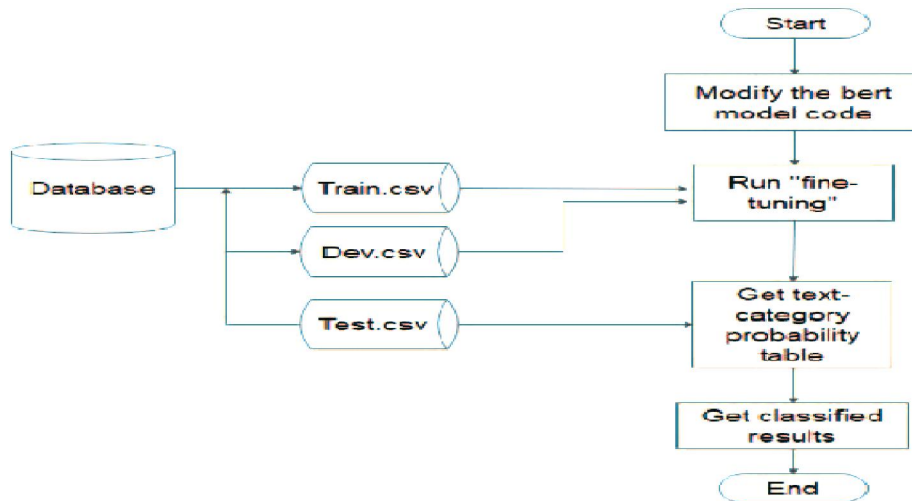 Start
Modify the bert
model code
Database
Train.csv
Run "fine-
tuning"
Dev.csv
Test.csv
Get text-
category
probability
table
Get classified
results
End